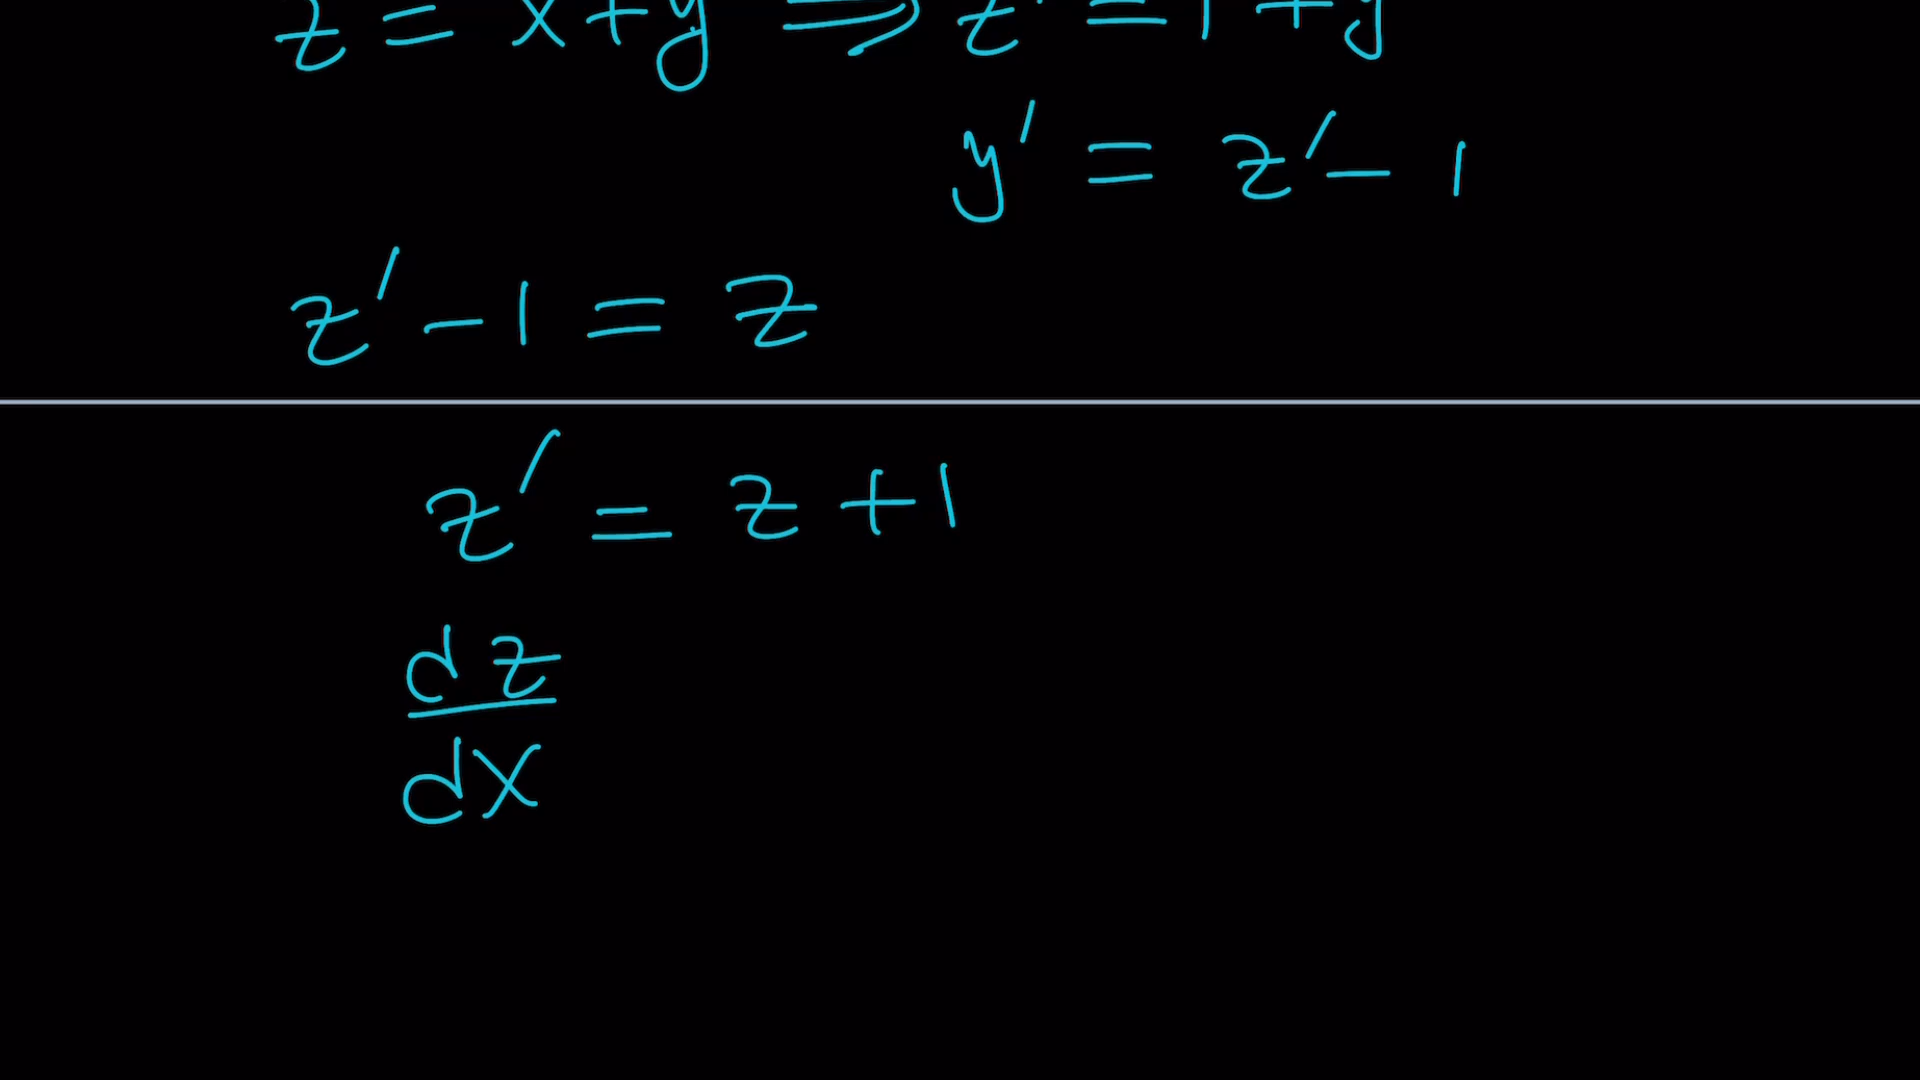 z = x+y ⟹ z' = 1+y'
y' = z'-1
z'-1 = z
z' = z+1
dz
dx